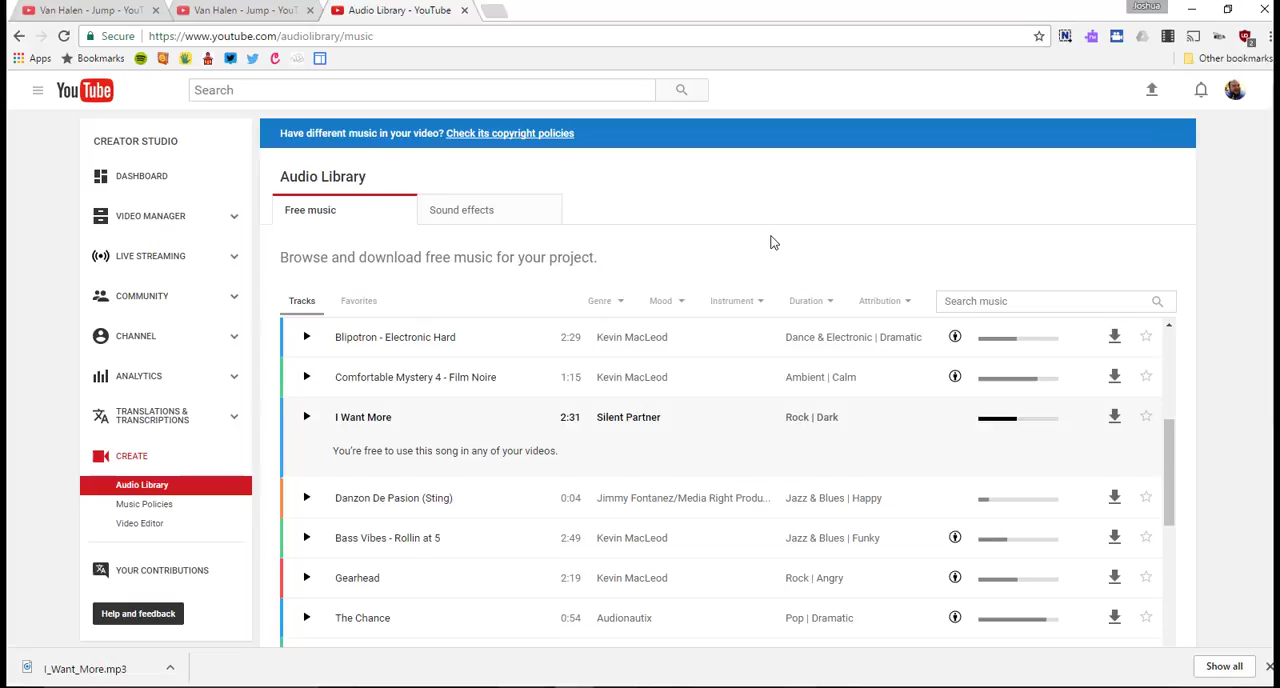 Van Halen - Jump - YouT
Van Halen - Jump - YouT
Audio Library - YouTube
Joshua
Secure
https://www.youtube.com/audiolibrary/music
Apps
Bookmarks
Other bookmarks
YouTube
Search
CREATOR STUDIO
DASHBOARD
VIDEO MANAGER
LIVE STREAMING
COMMUNITY
CHANNEL
ANALYTICS
TRANSLATIONS &
TRANSCRIPTIONS
CREATE
Audio Library
Music Policies
Video Editor
YOUR CONTRIBUTIONS
Help and feedback
Have different music in your video? Check its copyright policies
Audio Library
Free music
Sound effects
Browse and download free music for your project.
Tracks Favorites Genre Mood Instrument Duration Attribution Search music
Blipotron - Electronic Hard 2:29 Kevin MacLeod Dance & Electronic | Dramatic
Comfortable Mystery 4 - Film Noire 1:15 Kevin MacLeod Ambient | Calm
I Want More 2:31 Silent Partner Rock | Dark
You're free to use this song in any of your videos.
Danzon De Pasion (Sting) 0:04 Jimmy Fontanez/Media Right Produ... Jazz & Blues | Happy
Bass Vibes - Rollin at 5 2:49 Kevin MacLeod Jazz & Blues | Funky
Gearhead 2:19 Kevin MacLeod Rock | Angry
The Chance 0:54 Audionautix Pop | Dramatic
I_Want_More.mp3
Show all